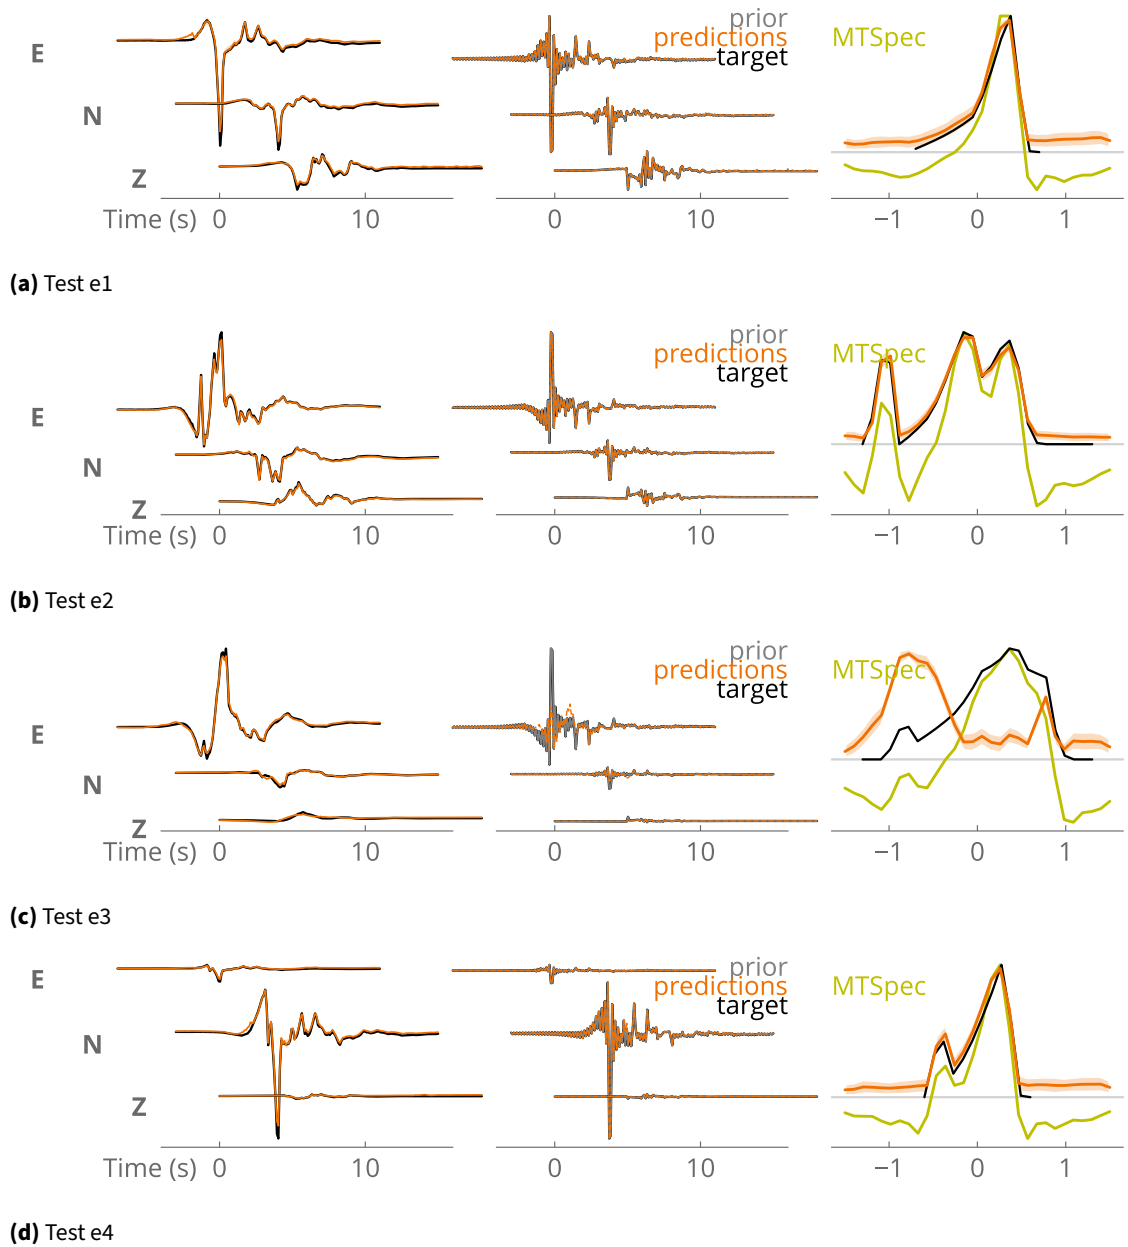 prior
predictions
MTSpec
target
E
N
Z
Time (s) 0 10
0 10
−1 0 1
(a) Test e1
prior
predictions
MTSpec
target
E
N
Z
Time (s) 0 10
0 10
−1 0 1
(b) Test e2
prior
predictions
MTSpec
target
E
N
Z
Time (s) 0 10
0 10
−1 0 1
(c) Test e3
prior
E
predictions
MTSpec
target
N
Z
Time (s) 0 10
0 10
−1 0 1
(d) Test e4